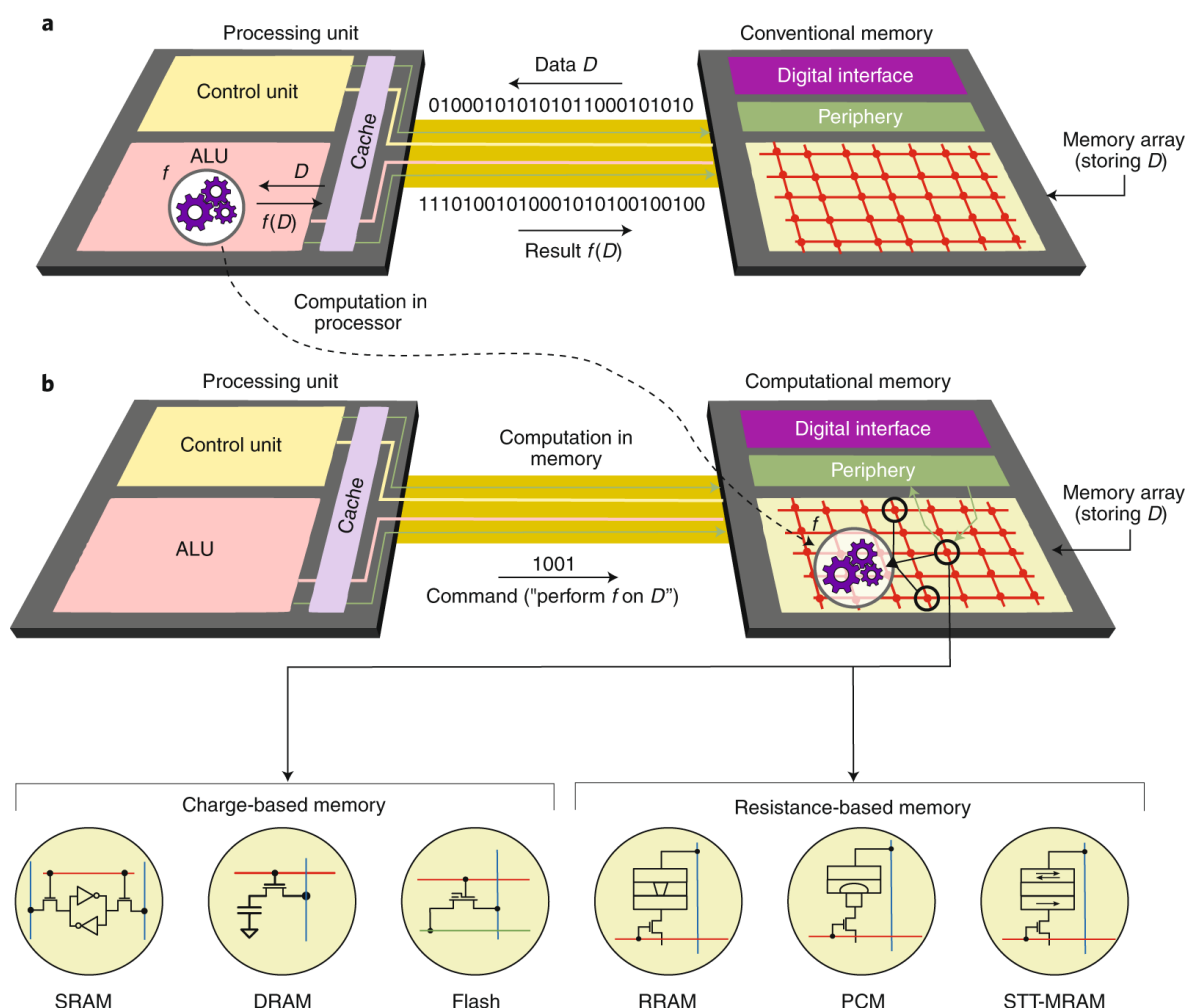 a
Processing unit
Conventional memory
Control unit
Cache
ALU
f
D
f(D)
Data D
010001010101011000101010
1110100101000101010010010​0
Result f(D)
Digital interface
Periphery
Memory array
(storing D)
Computation in
processor
b
Processing unit
Computational memory
Control unit
Cache
ALU
Computation in
memory
1001
Command ("perform f on D”)
Digital interface
Periphery
f
Memory array
(storing D)
Charge-based memory
Resistance-based memory
SRAM
DRAM
Flash
RRAM
PCM
STT-MRAM